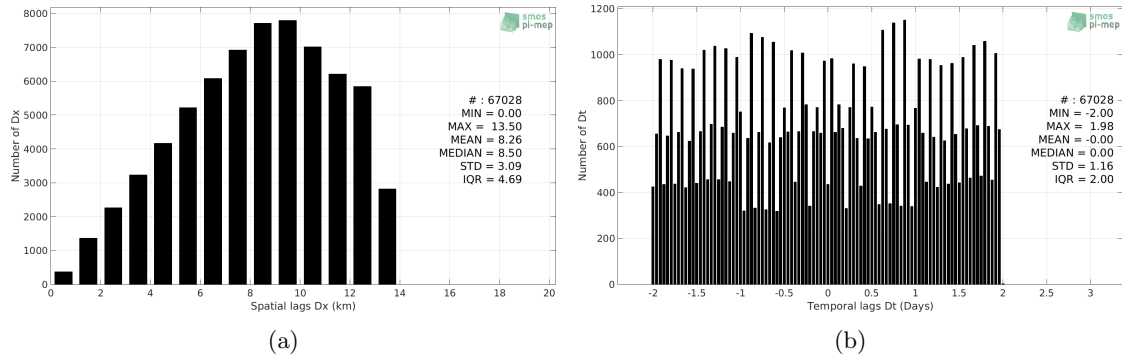 8000
7000
6000
5000
4000
3000
2000
1000
0
Number of Dx
0 2 4 6 8 10 12 14 16 18 20
Spatial lags Dx (km)
smos
pi-mep
# : 67028
MIN = 0.00
MAX = 13.50
MEAN = 8.26
MEDIAN = 8.50
STD = 3.09
IQR = 4.69
(a)
1200
1000
800
600
400
200
0
Number of Dt
-2 -1.5 -1 -0.5 0 0.5 1 1.5 2 2.5 3
Temporal lags Dt (Days)
smos
pi-mep
# : 67028
MIN = -2.00
MAX = 1.98
MEAN = -0.00
MEDIAN = 0.00
STD = 1.16
IQR = 2.00
(b)